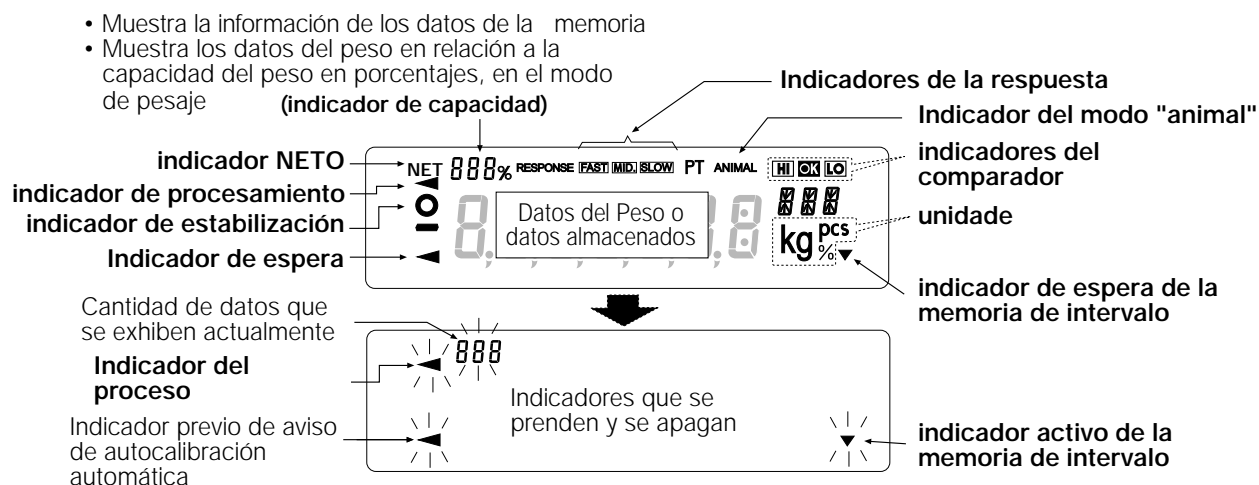 • Muestra la información de los datos de la memoria
• Muestra los datos del peso en relación a la
capacidad del peso en porcentajes, en el modo
de pesaje
(indicador de capacidad)
Indicadores de la respuesta
Indicador del modo "animal"
indicador NETO
indicador de procesamiento
indicador de estabilización
Indicador de espera
NET 888% RESPONSE FAST MID. SLOW PT ANIMAL HI OK LO
Datos del Peso o
datos almacenados
kg pcs %
indicadores del
comparador
unidade
indicador de espera de la
memoria de intervalo
Cantidad de datos que
se exhiben actualmente
Indicador del
proceso
Indicador previo de aviso
de autocalibración
automática
888
Indicadores que se
prenden y se apagan
indicador activo de la
memoria de intervalo